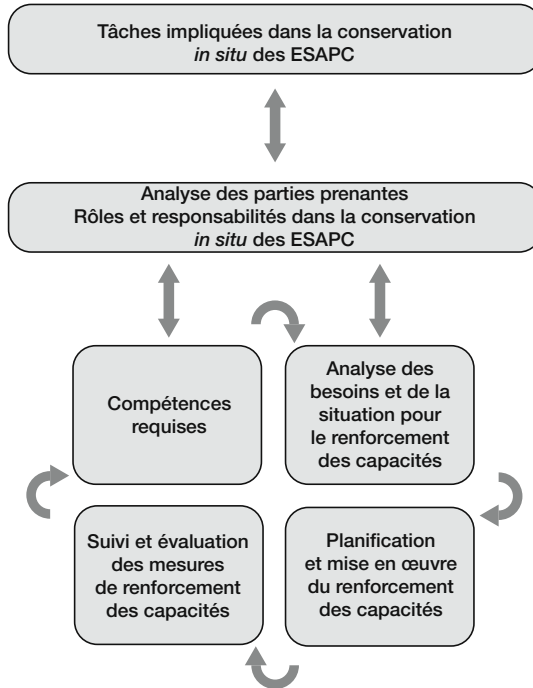 Tâches impliquées dans la conservation
in situ des ESAPC
Analyse des parties prenantes
Rôles et responsabilités dans la conservation
in situ des ESAPC
Compétences
requises
Analyse des
besoins et de la
situation pour
le renforcement
des capacités
Suivi et évaluation
des mesures
de renforcement
des capacités
Planification
et mise en œuvre
du renforcement
des capacités